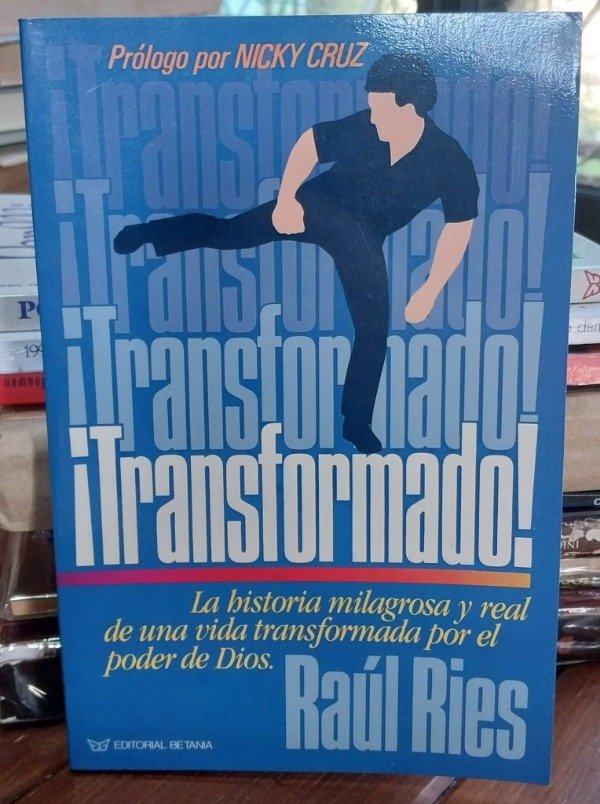 Prólogo por NICKY CRUZ
¡Transformado!
¡Transformado!
¡Transformado!
¡Transformado!
La historia milagrosa y real
de una vida transformada por el
poder de Dios.
Raúl Ries
EDITORIAL BETANIA